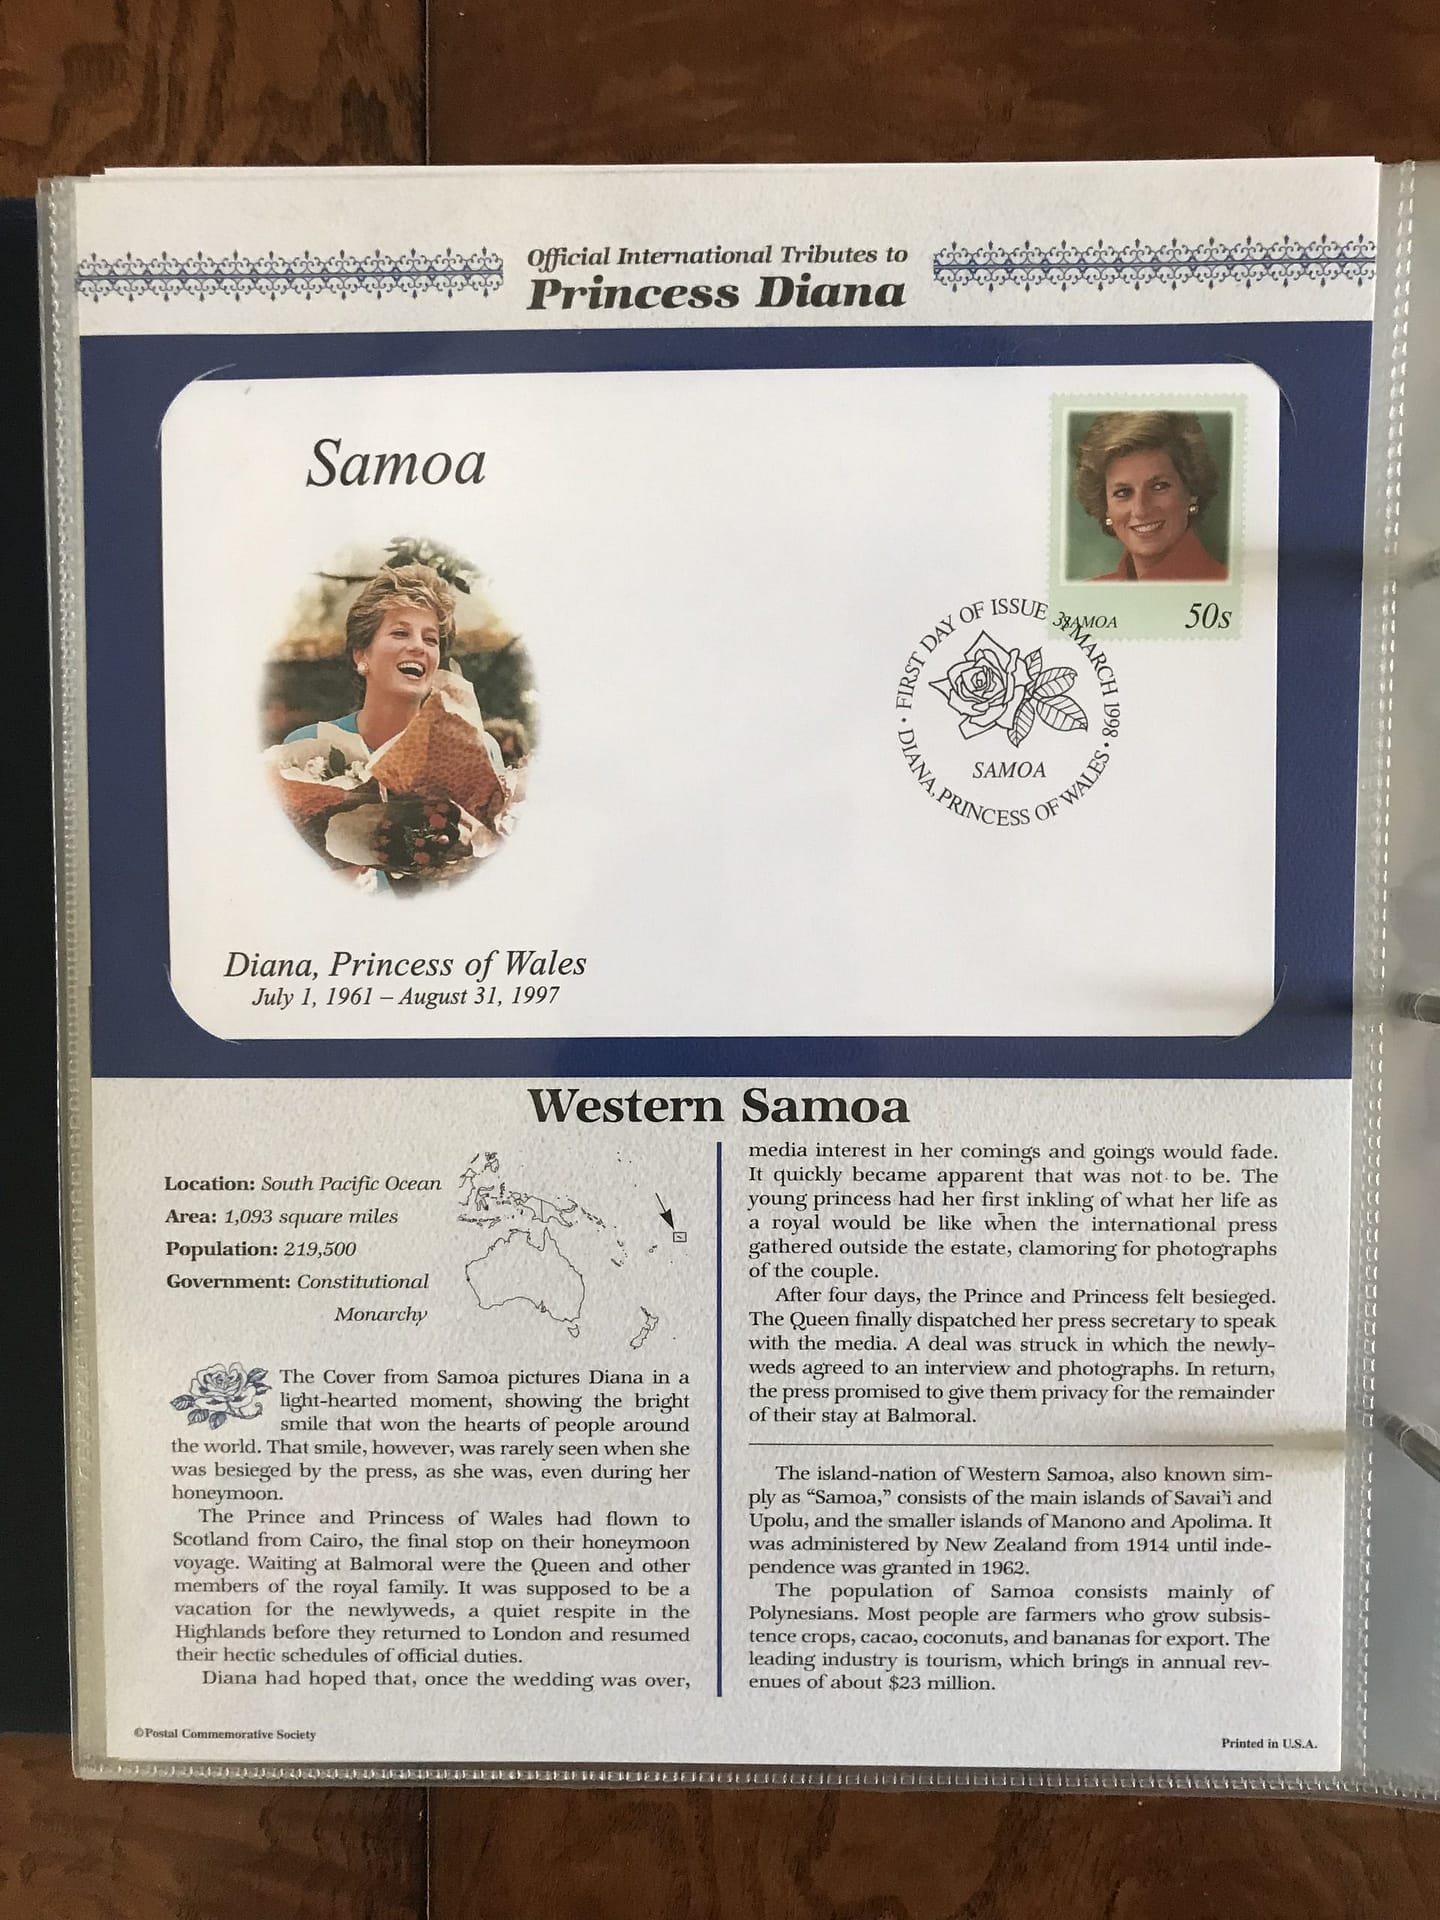 Official International Tributes to
Princess Diana
Samoa
50s
SAMOA
FIRST DAY OF ISSUE 31 MARCH 1998
SAMOA
DIANA, PRINCESS OF WALES
Diana, Princess of Wales
July 1, 1961 – August 31, 1997
Western Samoa
Location: South Pacific Ocean
Area: 1,093 square miles
Population: 219,500
Government: Constitutional
Monarchy
The Cover from Samoa pictures Diana in a
light-hearted moment, showing the bright
smile that won the hearts of people around
the world. That smile, however, was rarely seen when she
was besieged by the press, as she was, even during her
honeymoon.
The Prince and Princess of Wales had flown to
Scotland from Cairo, the final stop on their honeymoon
voyage. Waiting at Balmoral were the Queen and other
members of the royal family. It was supposed to be a
vacation for the newlyweds, a quiet respite in the
Highlands before they returned to London and resumed
their hectic schedules of official duties.
Diana had hoped that, once the wedding was over,
media interest in her comings and goings would fade.
It quickly became apparent that was not to be. The
young princess had her first inkling of what her life as
a royal would be like when the international press
gathered outside the estate, clamoring for photographs
of the couple.
After four days, the Prince and Princess felt besieged.
The Queen finally dispatched her press secretary to speak
with the media. A deal was struck in which the newly-
weds agreed to an interview and photographs. In return,
the press promised to give them privacy for the remainder
of their stay at Balmoral.
The island-nation of Western Samoa, also known sim-
ply as “Samoa,” consists of the main islands of Savai'i and
Upolu, and the smaller islands of Manono and Apolima. It
was administered by New Zealand from 1914 until inde-
pendence was granted in 1962.
The population of Samoa consists mainly of
Polynesians. Most people are farmers who grow subsis-
tence crops, cacao, coconuts, and bananas for export. The
leading industry is tourism, which brings in annual rev-
enues of about $23 million.
©Postal Commemorative Society
Printed in U.S.A.